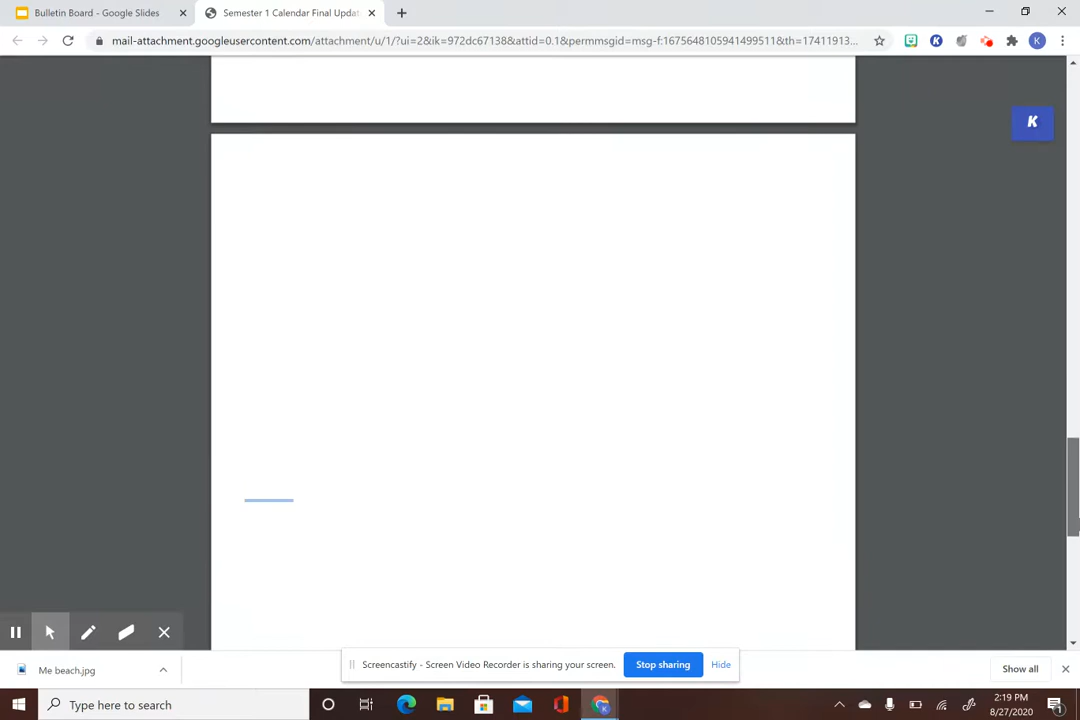 Bulletin Board - Google Slides
Semester 1 Calendar Final Updat
mail-attachment.googleusercontent.com/attachment/u/1/?ui=2&ik=972dc67138&attid=0.1&permmsgid=msg-f:1675648105941499511&th=17411913...
K
K
K
Screencastify - Screen Video Recorder is sharing your screen.
Stop sharing
Hide
Me beach.jpg
Show all
Type here to search
K
2:19 PM
8/27/2020
1